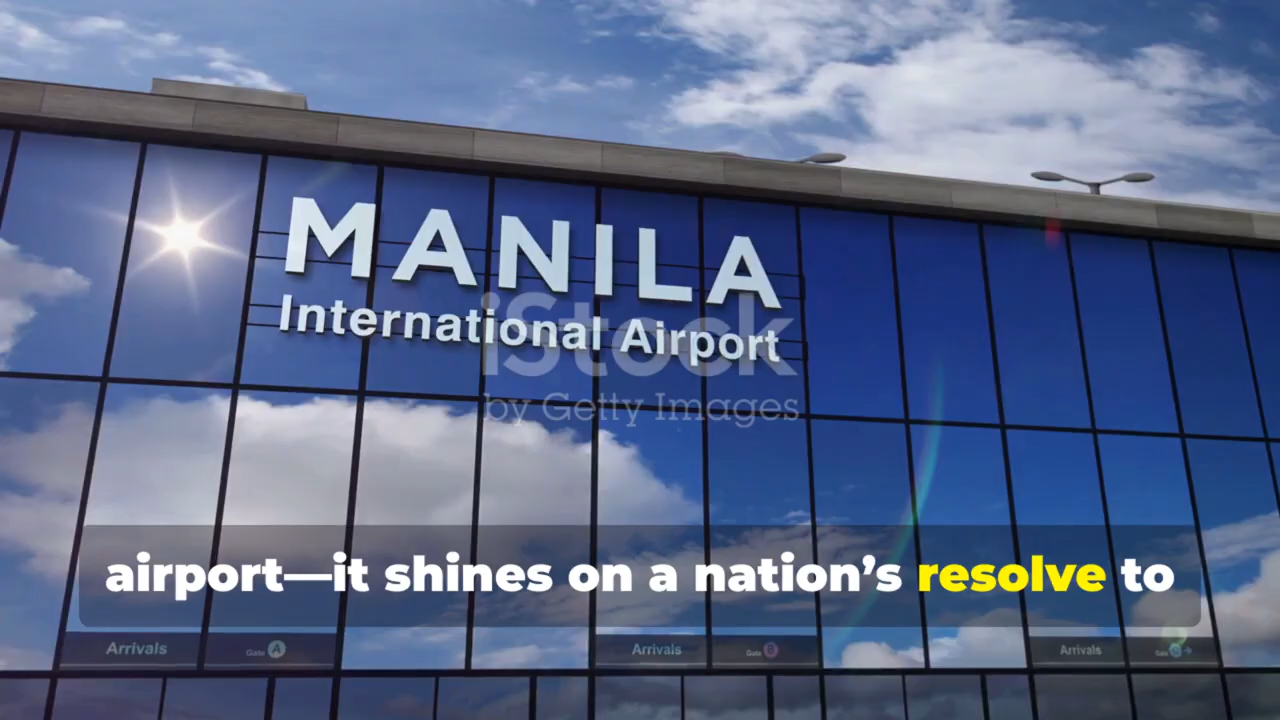 MANILA
International Airport
iStock
by Getty Images
airport—it shines on a nation’s resolve to
Arrivals
Gate A
Arrivals
Gate B
Arrivals
Gate